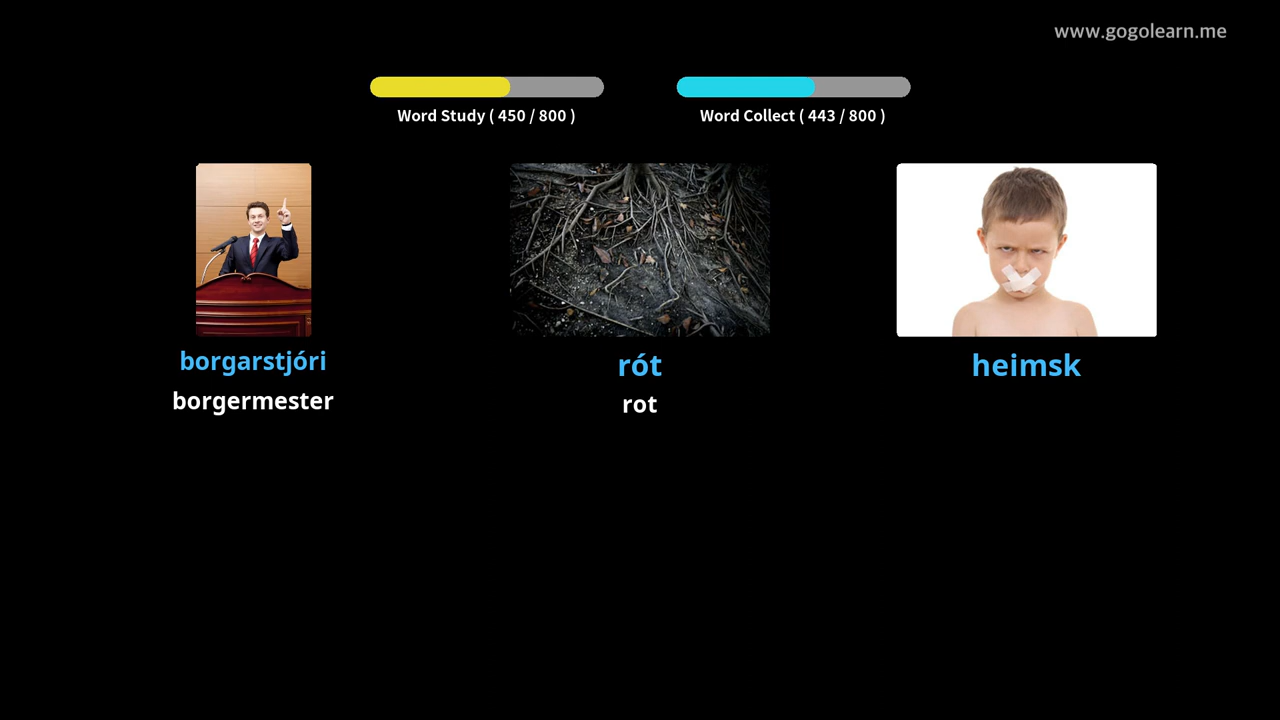 www.gogolearn.me
Word Study ( 450 / 800 )
Word Collect ( 443 / 800 )
borgarstjóri
borgermester
rót
rot
heimsk